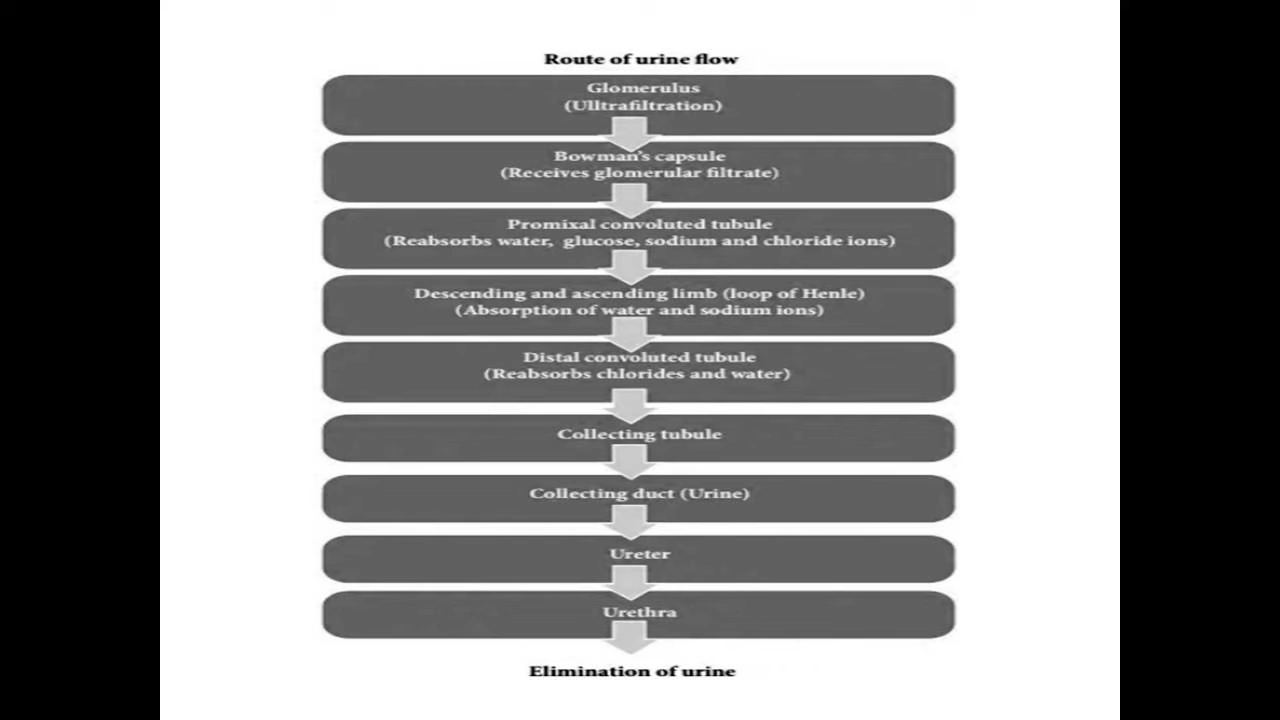 Route of urine flow
Glomerulus
(Ulltrafiltration)
Bowman's capsule
(Receives glomerular filtrate)
Promixal convoluted tubule
(Reabsorbs water, glucose, sodium and chloride ions)
Descending and ascending limb (loop of Henle)
(Absorption of water and sodium ions)
Distal convoluted tubule
(Reabsorbs chlorides and water)
Collecting tubule
Collecting duct (Urine)
Ureter
Urethra
Elimination of urine